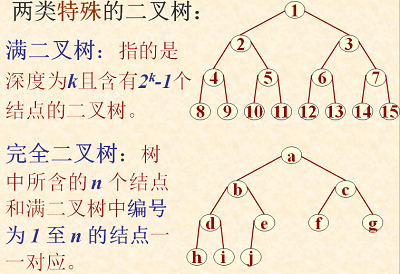 两类特殊的二叉树：
满二叉树：指的是
深度为k且含有2ᵏ-1个
结点的二叉树。
1
2 3
4 5 6 7
8 9 10 11 12 13 14 15
完全二叉树：树
中所含的 n 个结点
和满二叉树中编号
为 1 至 n 的结点一
一对应。
a
b c
d e f g
h i j